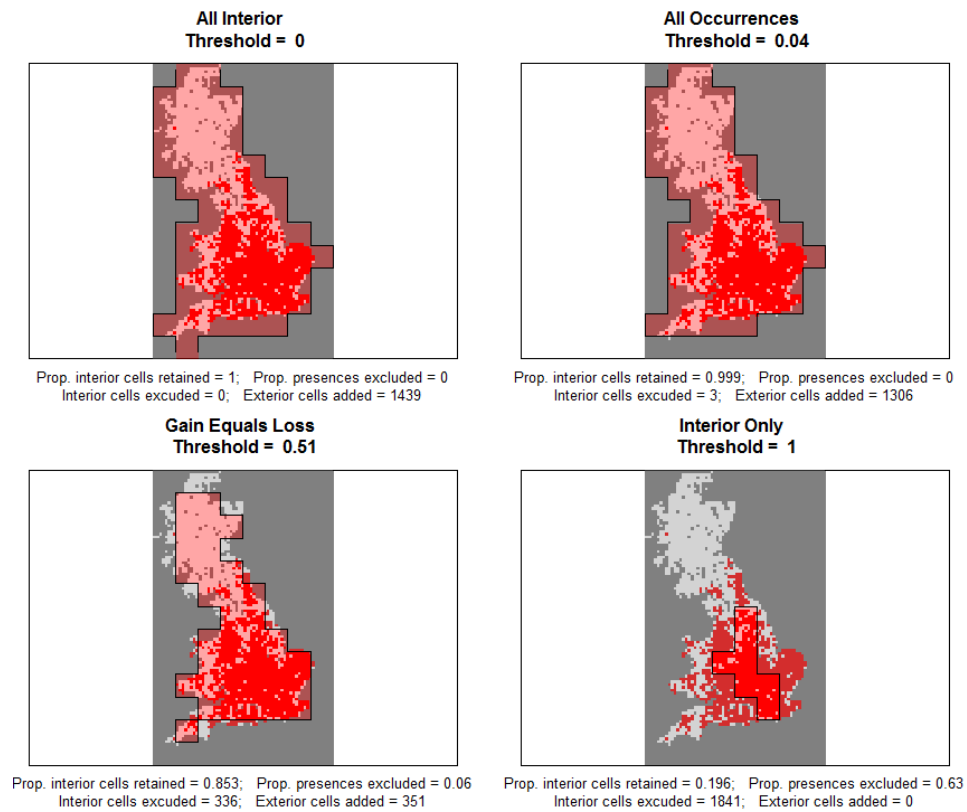 All Interior
Threshold = 0
Prop. interior cells retained = 1; Prop. presences excluded = 0
Interior cells excuded = 0; Exterior cells added = 1439
All Occurrences
Threshold = 0.04
Prop. interior cells retained = 0.999; Prop. presences excluded = 0
Interior cells excuded = 3; Exterior cells added = 1306
Gain Equals Loss
Threshold = 0.51
Prop. interior cells retained = 0.853; Prop. presences excluded = 0.06
Interior cells excuded = 336; Exterior cells added = 351
Interior Only
Threshold = 1
Prop. interior cells retained = 0.196; Prop. presences excluded = 0.63
Interior cells excuded = 1841; Exterior cells added = 0